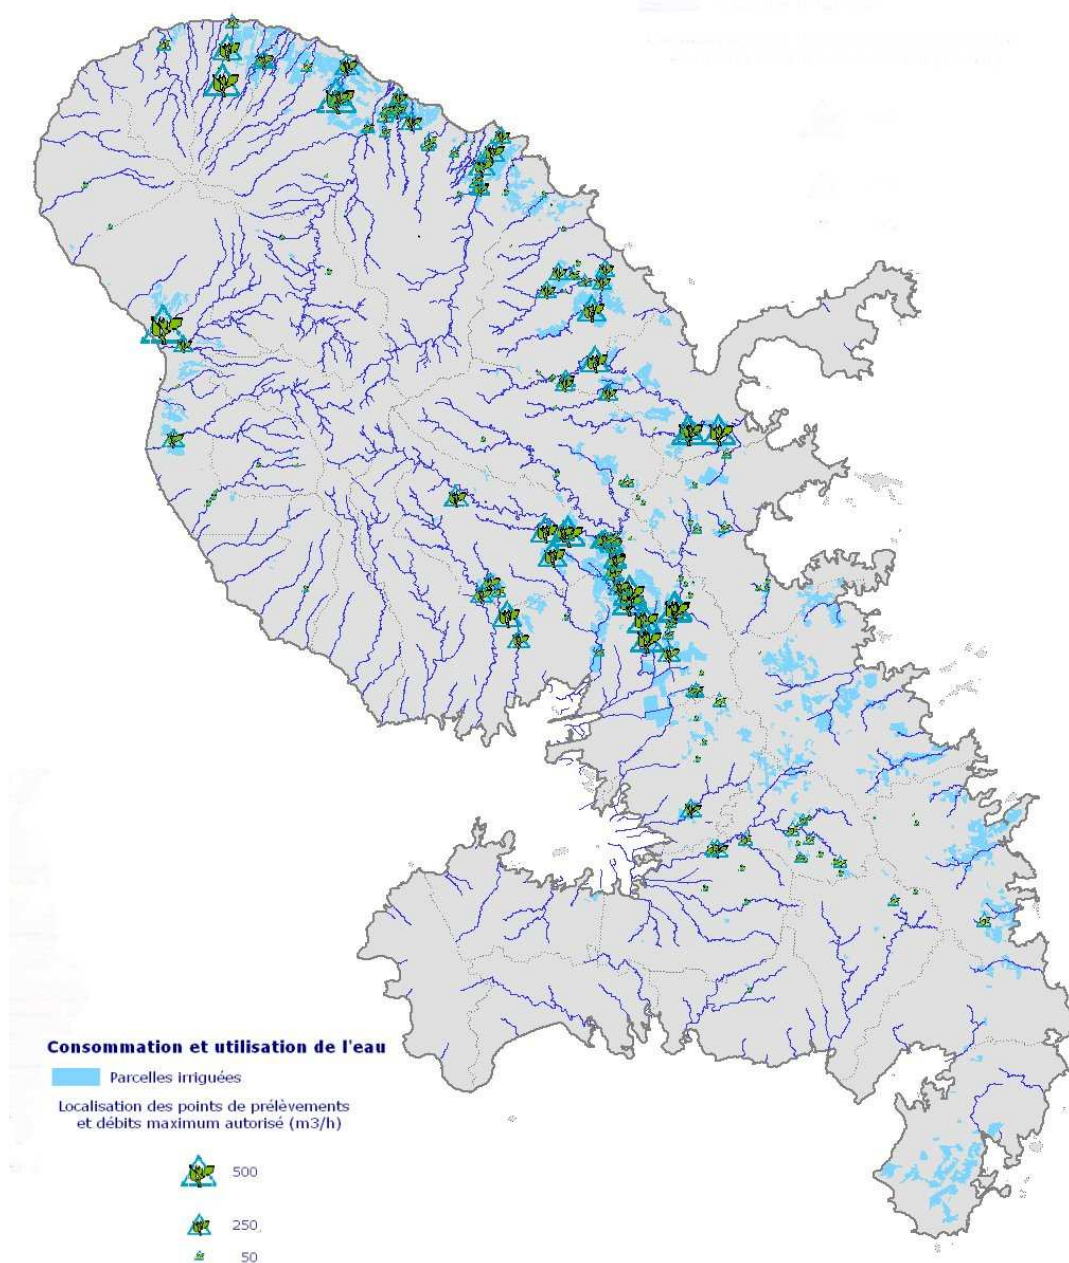 Consommation et utilisation de l'eau
Parcelles irriguées
Localisation des points de prélèvements
et débits maximum autorisé (m3/h)
500
250
50